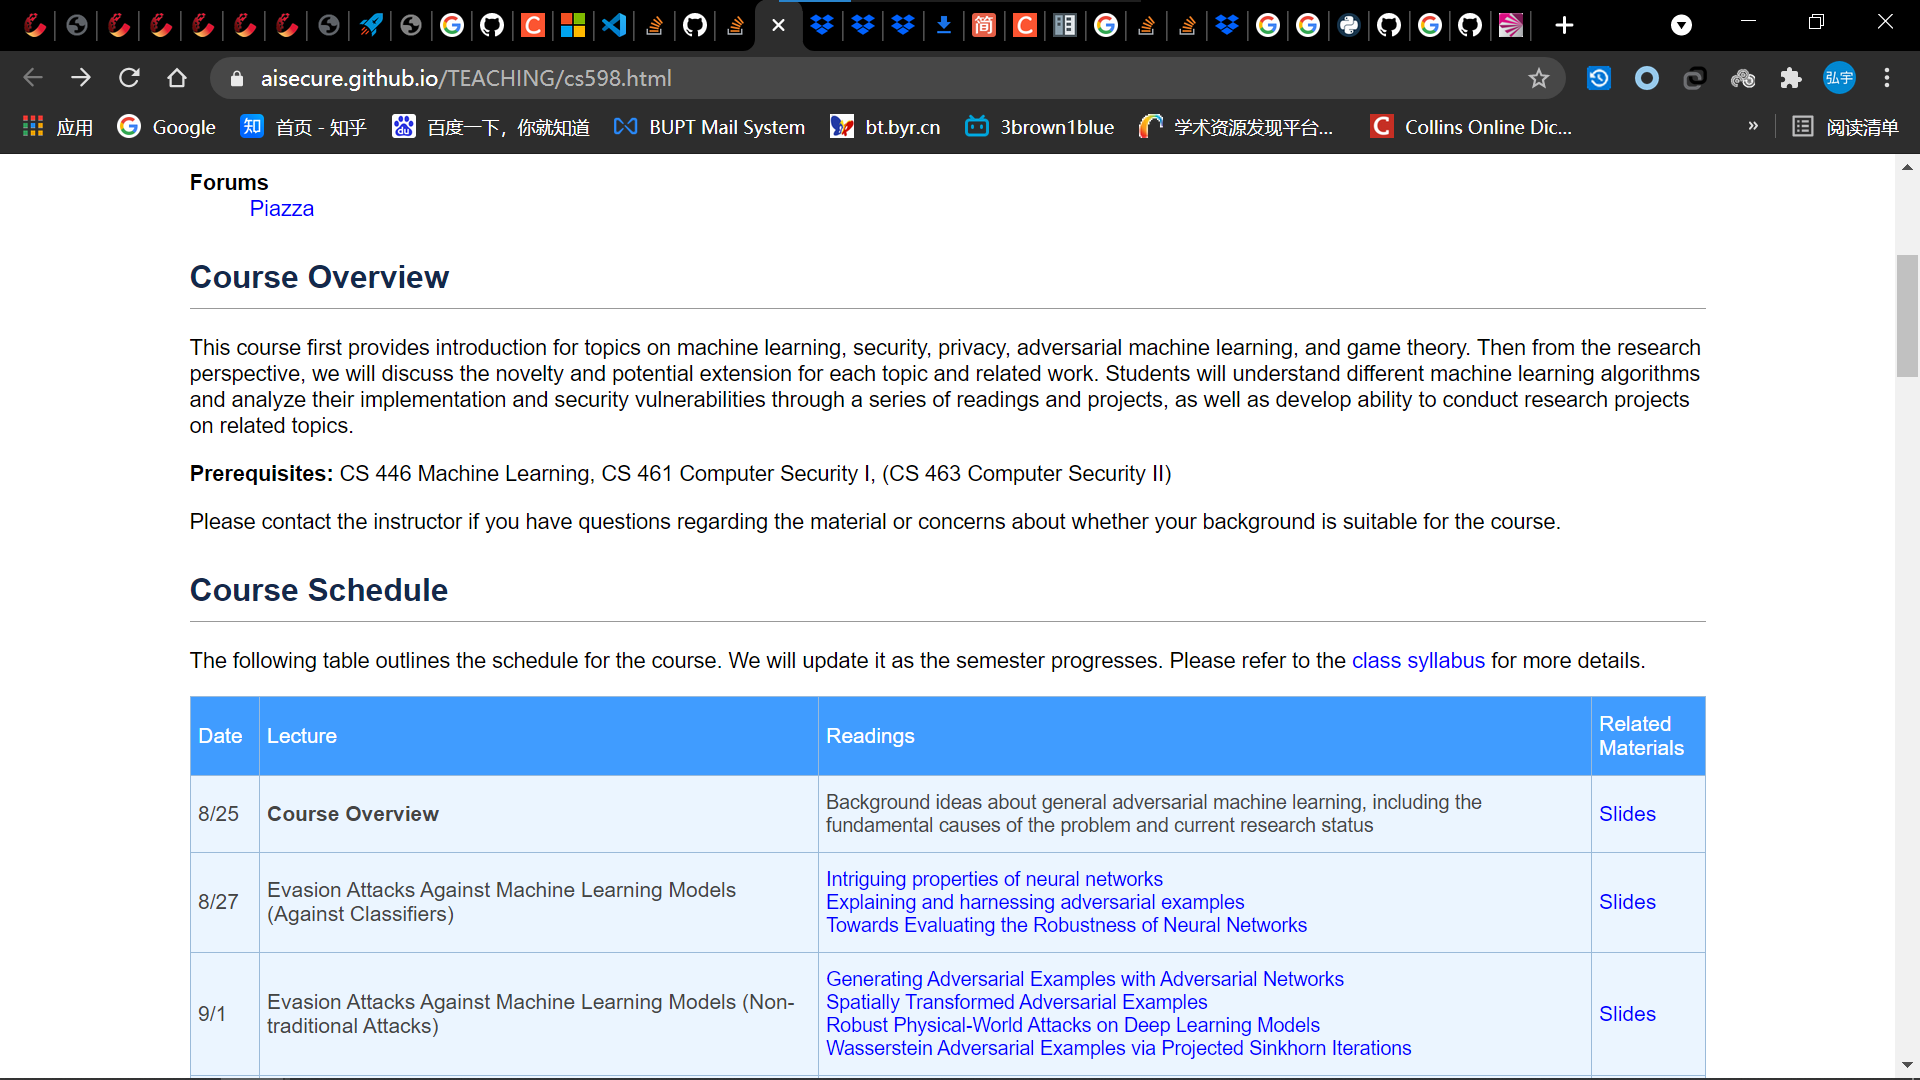 简
aisecure.github.io/TEACHING/cs598.html
弘宇
应用
Google
知 首页 - 知乎
du 百度一下，你就知道
BUPT Mail System
bt.byr.cn
3brown1blue
学术资源发现平台...
Collins Online Dic...
»
阅读清单
Forums
Piazza
Course Overview
This course first provides introduction for topics on machine learning, security, privacy, adversarial machine learning, and game theory. Then from the research
perspective, we will discuss the novelty and potential extension for each topic and related work. Students will understand different machine learning algorithms
and analyze their implementation and security vulnerabilities through a series of readings and projects, as well as develop ability to conduct research projects
on related topics.
Prerequisites: CS 446 Machine Learning, CS 461 Computer Security I, (CS 463 Computer Security II)
Please contact the instructor if you have questions regarding the material or concerns about whether your background is suitable for the course.
Course Schedule
The following table outlines the schedule for the course. We will update it as the semester progresses. Please refer to the class syllabus for more details.
Date
Lecture
Readings
Related
Materials
8/25
Course Overview
Background ideas about general adversarial machine learning, including the
fundamental causes of the problem and current research status
Slides
8/27
Evasion Attacks Against Machine Learning Models
(Against Classifiers)
Intriguing properties of neural networks
Explaining and harnessing adversarial examples
Towards Evaluating the Robustness of Neural Networks
Slides
9/1
Evasion Attacks Against Machine Learning Models (Non-
traditional Attacks)
Generating Adversarial Examples with Adversarial Networks
Spatially Transformed Adversarial Examples
Robust Physical-World Attacks on Deep Learning Models
Wasserstein Adversarial Examples via Projected Sinkhorn Iterations
Slides